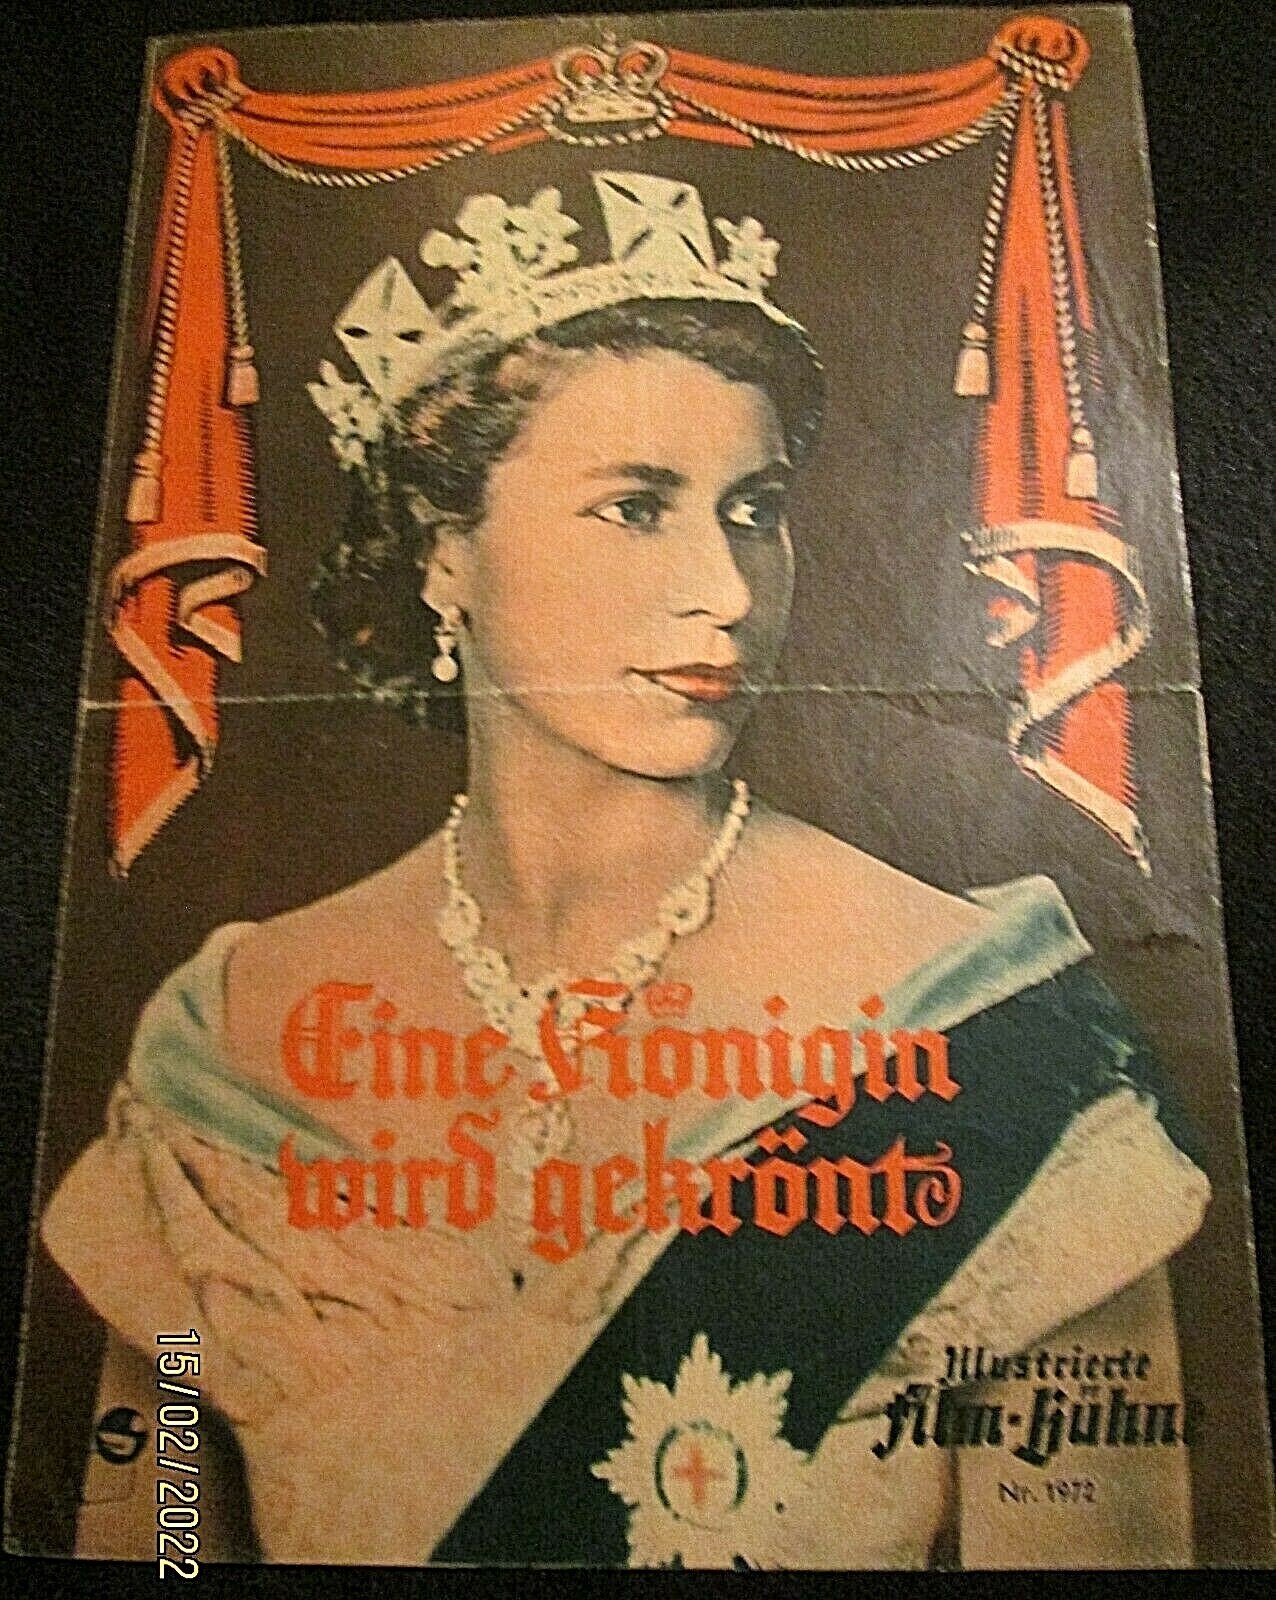 Eine Königin
wird gekrönt
Illustrierte
Film-Bühne
Nr. 1972
15/02/2022